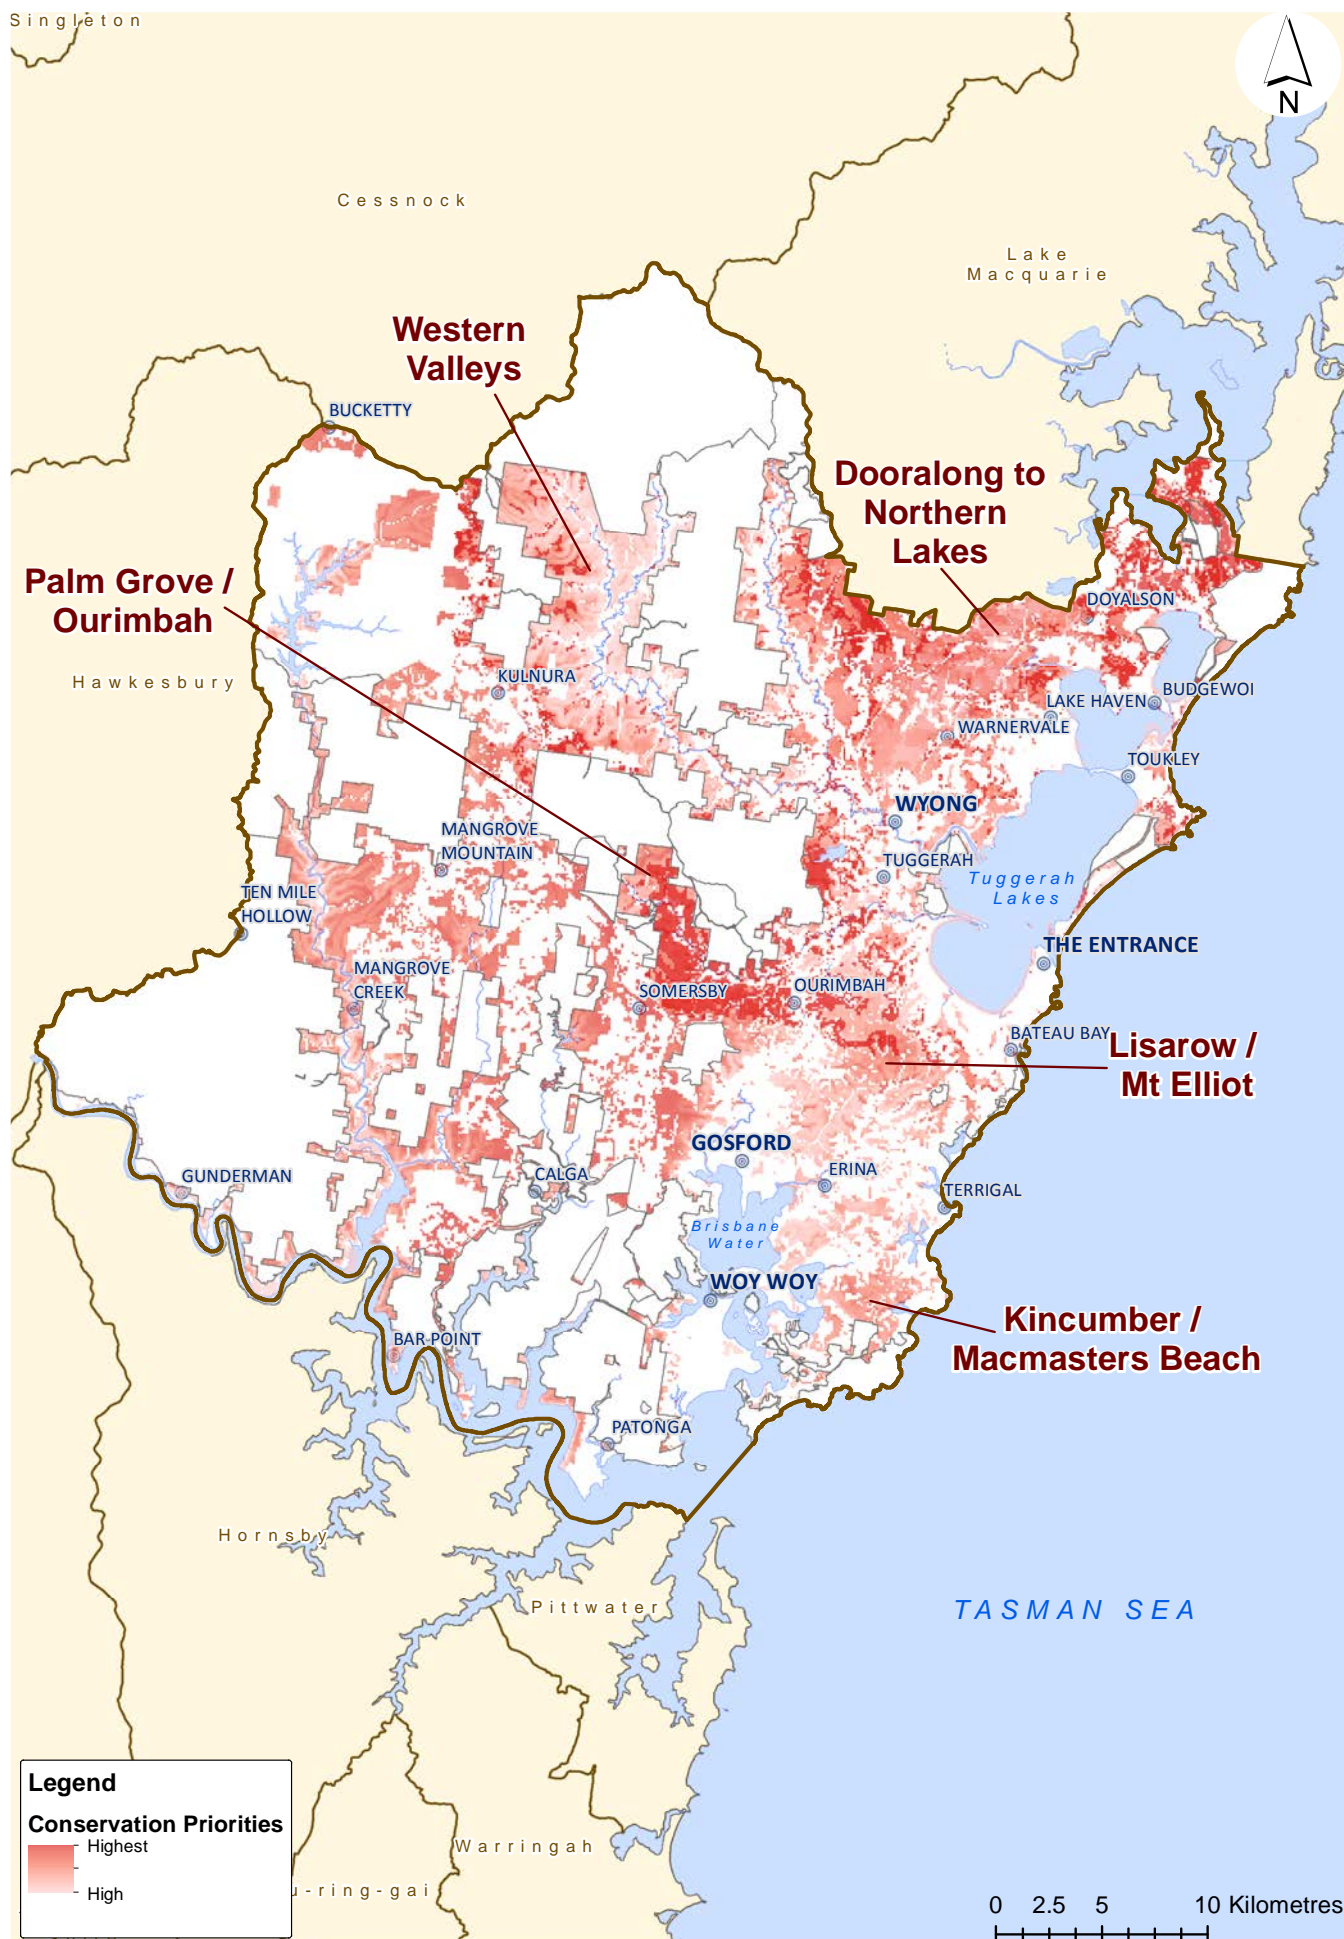 Singleton
N
Cessnock
Lake
Macquarie
Western
Valleys
BUCKETTY
Dooralong to
Northern
Lakes
Palm Grove /
Ourimbah
DOYALSON
Hawkesbury
KULNURA
LAKE HAVEN
BUDGEWOI
WARNERVALE
TOUKLEY
WYONG
MANGROVE
MOUNTAIN
TUGGERAH
Tuggerah
Lakes
TEN MILE
HOLLOW
THE ENTRANCE
MANGROVE
CREEK
SOMERSBY
OURIMBAH
BATEAU BAY
Lisarow /
Mt Elliot
GOSFORD
GUNDERMAN
CALGA
ERINA
TERRIGAL
Brisbane
Water
WOY WOY
Kincumber /
Macmasters Beach
BAR POINT
PATONGA
Hornsby
Pittwater
TASMAN SEA
Legend
Conservation Priorities
Highest
High
Warringah
u-ring-gai
0 2.5 5 10 Kilometres